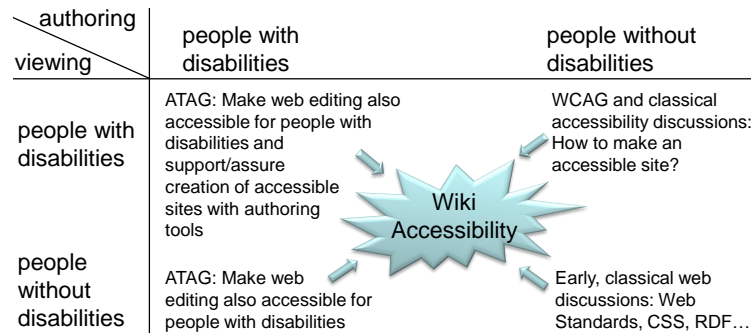 authoring
viewing
people with
disabilities
people without
disabilities
people with
disabilities
ATAG: Make web editing also
accessible for people with
disabilities and
support/assure
creation of accessible
sites with authoring
tools
WCAG and classical
accessibility discussions:
How to make an
accessible site?
Wiki
Accessibility
people
without
disabilities
ATAG: Make web
editing also accessible for
people with disabilities
Early, classical web
discussions: Web
Standards, CSS, RDF…